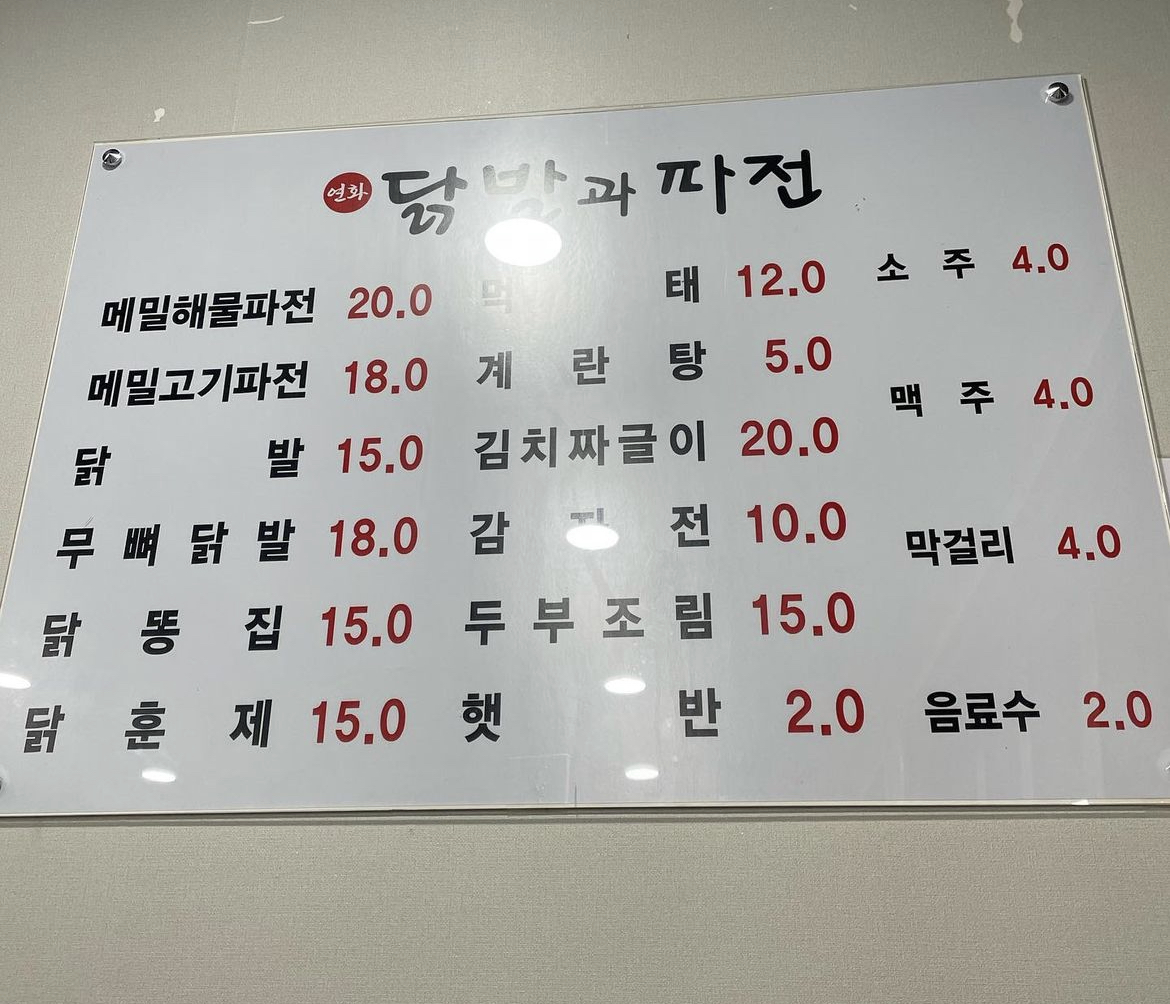 연화 닭발과 파전
메밀해물파전 20.0
메밀고기파전 18.0
닭발 15.0
무뼈닭발 18.0
닭똥집 15.0
닭훈제 15.0
먹태 12.0
계란탕 5.0
김치짜글이 20.0
감자전 10.0
두부조림 15.0
햇반 2.0
소주 4.0
맥주 4.0
막걸리 4.0
음료수 2.0